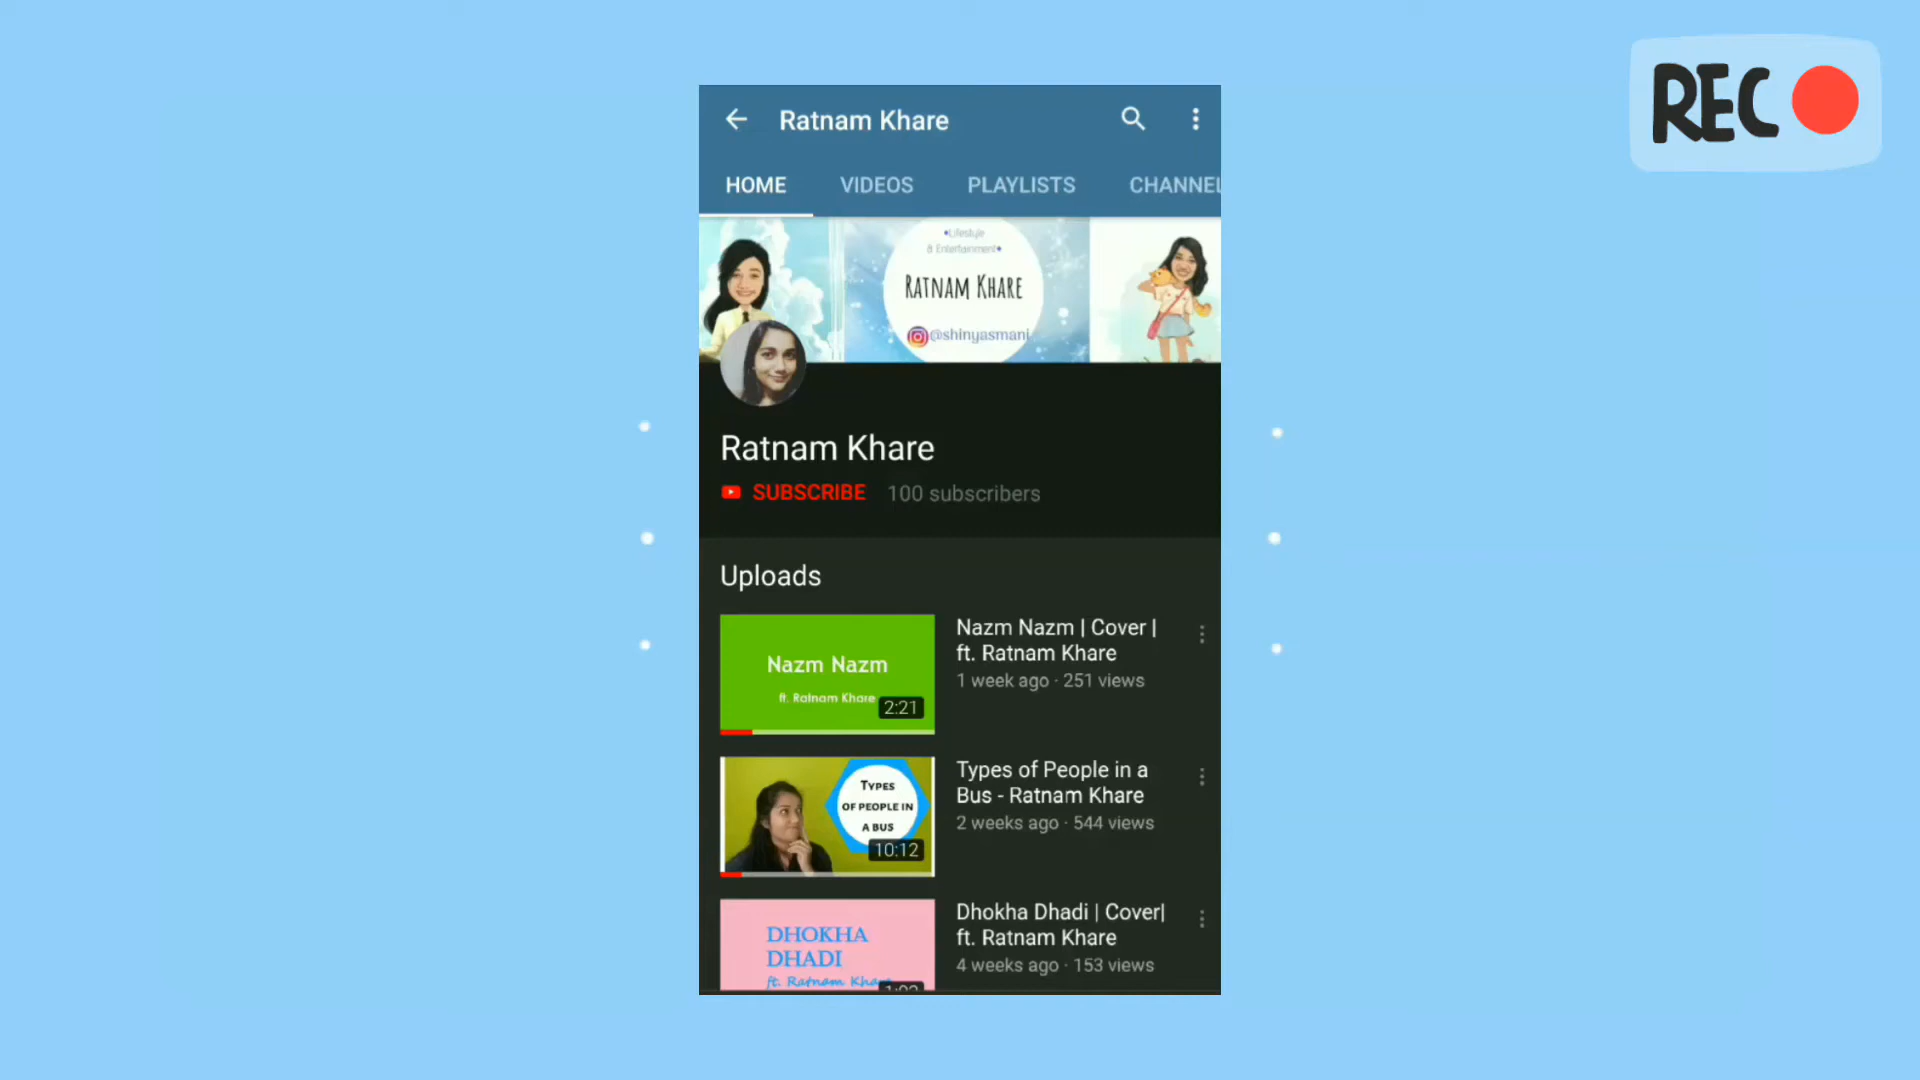 REC
Ratnam Khare
HOME VIDEOS PLAYLISTS CHANNEL
•Lifestyle
& Entertainment•
RATNAM KHARE
@shinyasmani
Ratnam Khare
SUBSCRIBE 100 subscribers
Uploads
Nazm Nazm
ft. Ratnam Khare
2:21
Nazm Nazm | Cover |
ft. Ratnam Khare
1 week ago · 251 views
TYPES
OF PEOPLE IN
A BUS
10:12
Types of People in a
Bus - Ratnam Khare
2 weeks ago · 544 views
DHOKHA
DHADI
ft. Ratnam Khare
Dhokha Dhadi | Cover|
ft. Ratnam Khare
4 weeks ago · 153 views